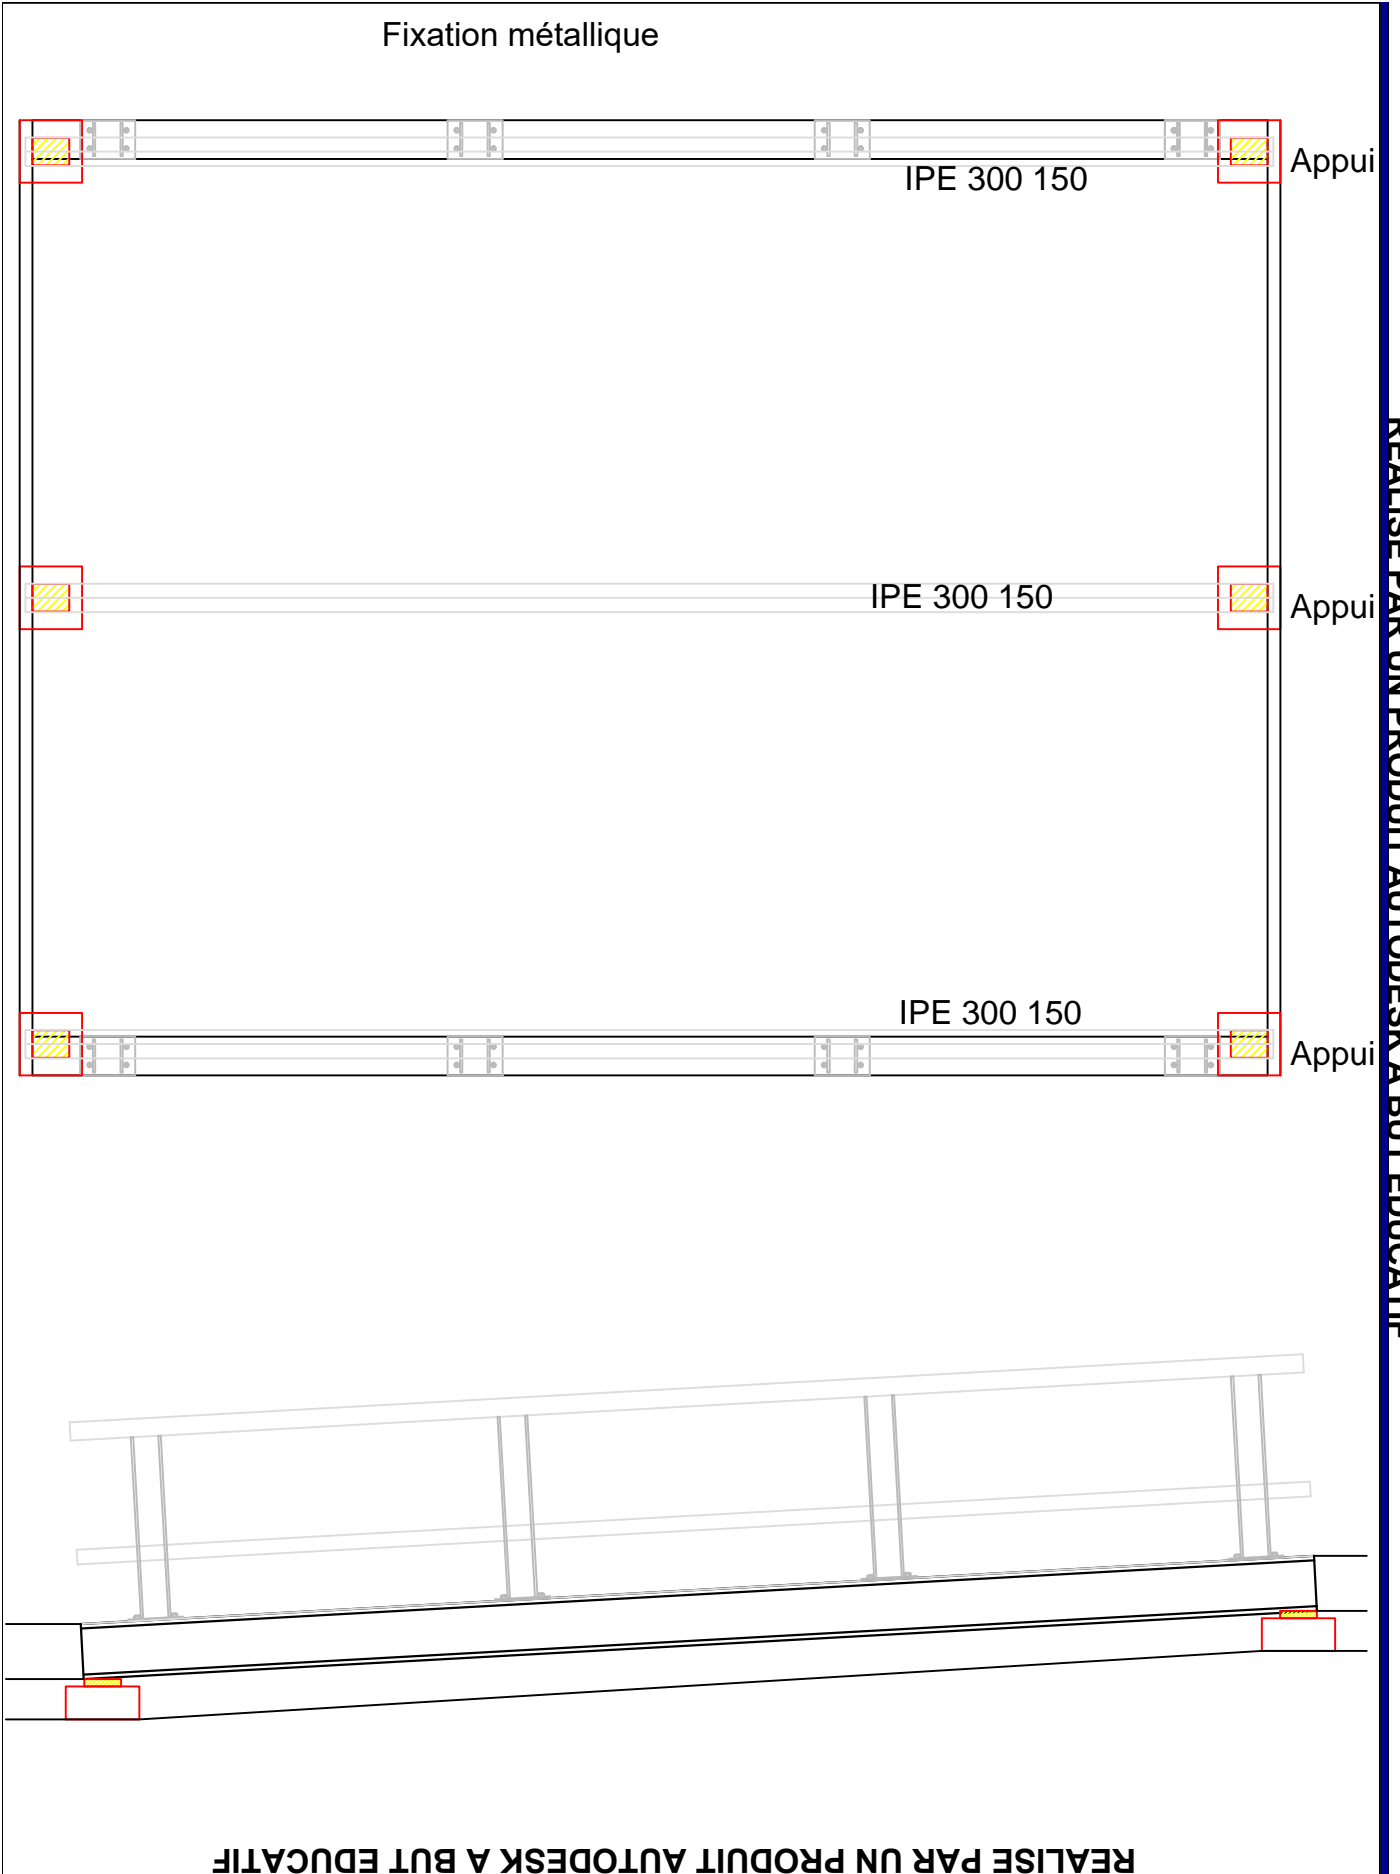 Fixation métallique
IPE 300 150
Appui
IPE 300 150
Appui
IPE 300 150
Appui
REALISE PAR UN PRODUIT AUTODESK A BUT EDUCATIF
REALISE PAR UN PRODUIT AUTODESK A BUT EDUCATIF